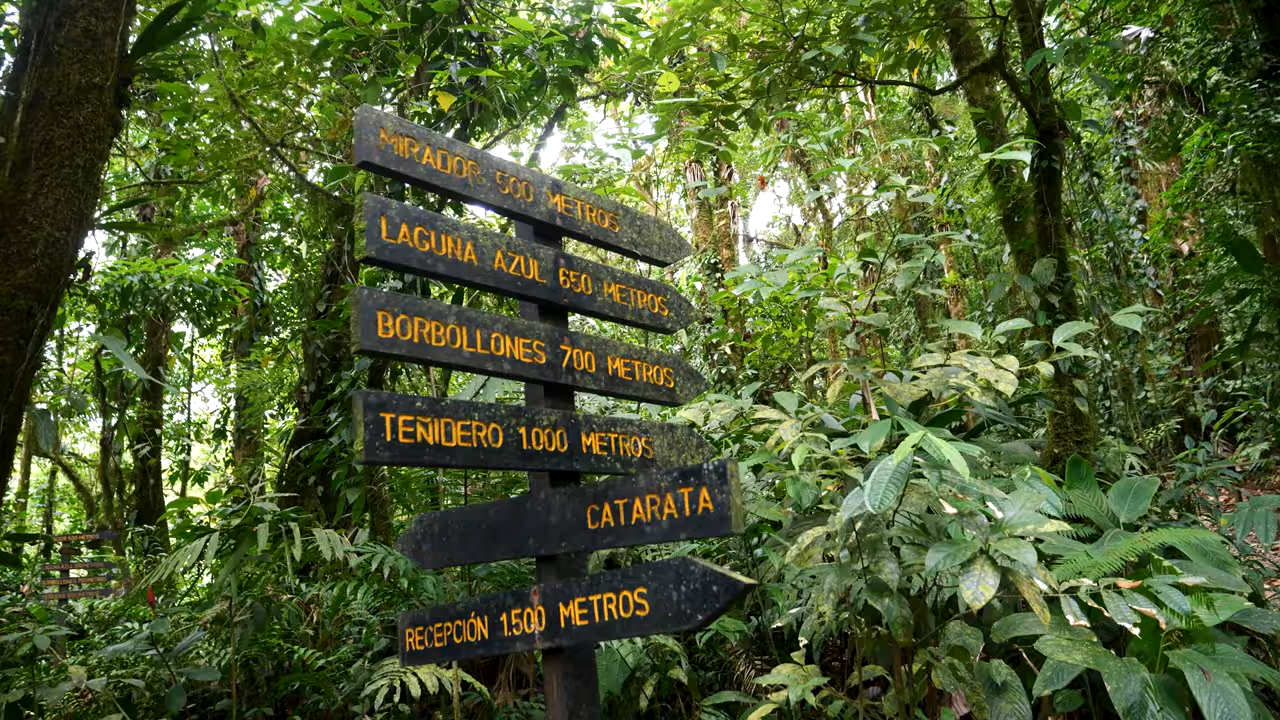 MIRADOR 500 METROS
LAGUNA AZUL 650 METROS
BORBOLLONES 700 METROS
TEÑIDERO 1.000 METROS
CATARATA
RECEPCIÓN 1.500 METROS